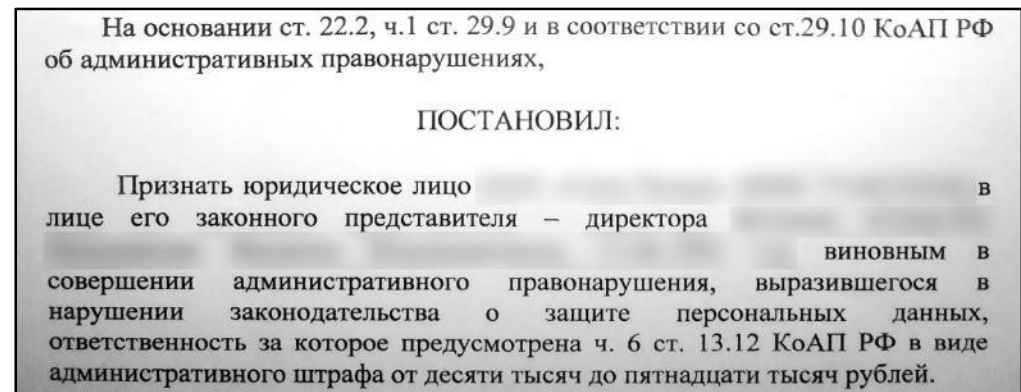 На основании ст. 22.2, ч.1 ст. 29.9 и в соответствии со ст.29.10 КоАП РФ
об административных правонарушениях,
ПОСТАНОВИЛ:
Признать юридическое лицо в
лице его законного представителя – директора
виновным в
совершении административного правонарушения, выразившегося в
нарушении законодательства о защите персональных данных,
ответственность за которое предусмотрена ч. 6 ст. 13.12 КоАП РФ в виде
административного штрафа от десяти тысяч до пятнадцати тысяч рублей.